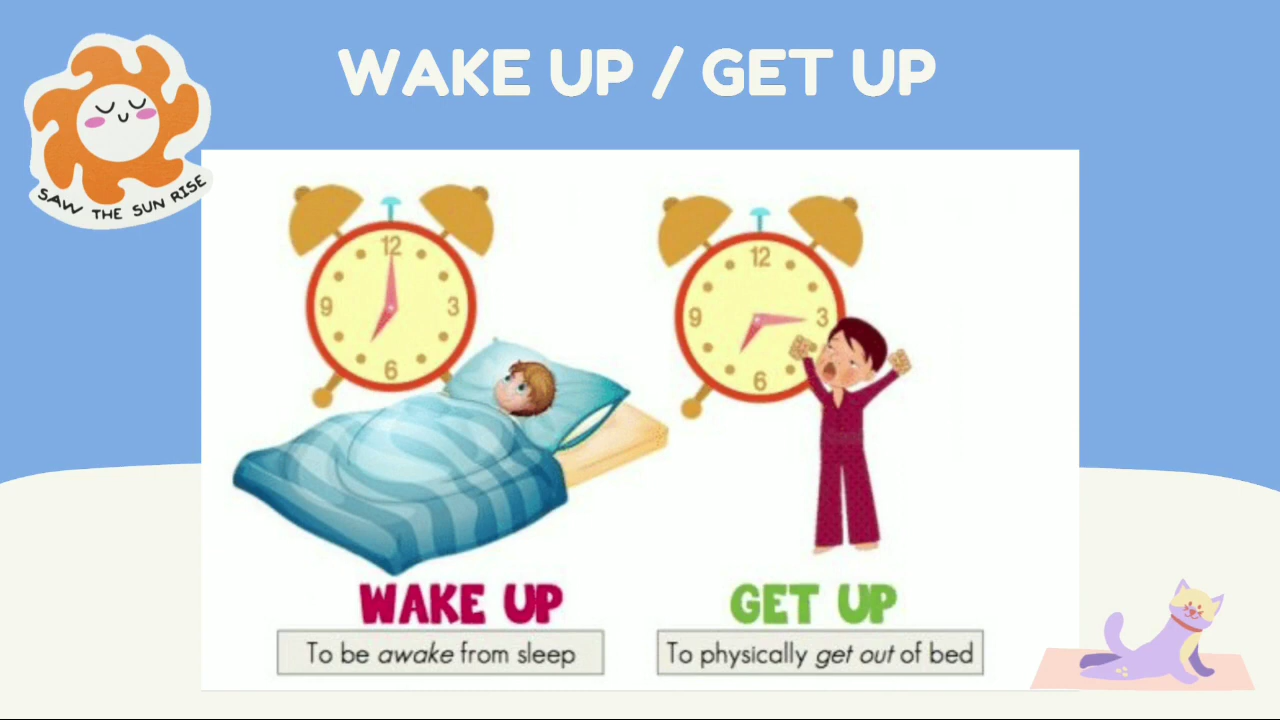 WAKE UP / GET UP
SAW THE SUN RISE
12
9
3
6
12
9
3
6
WAKE UP
To be awake from sleep
GET UP
To physically get out of bed